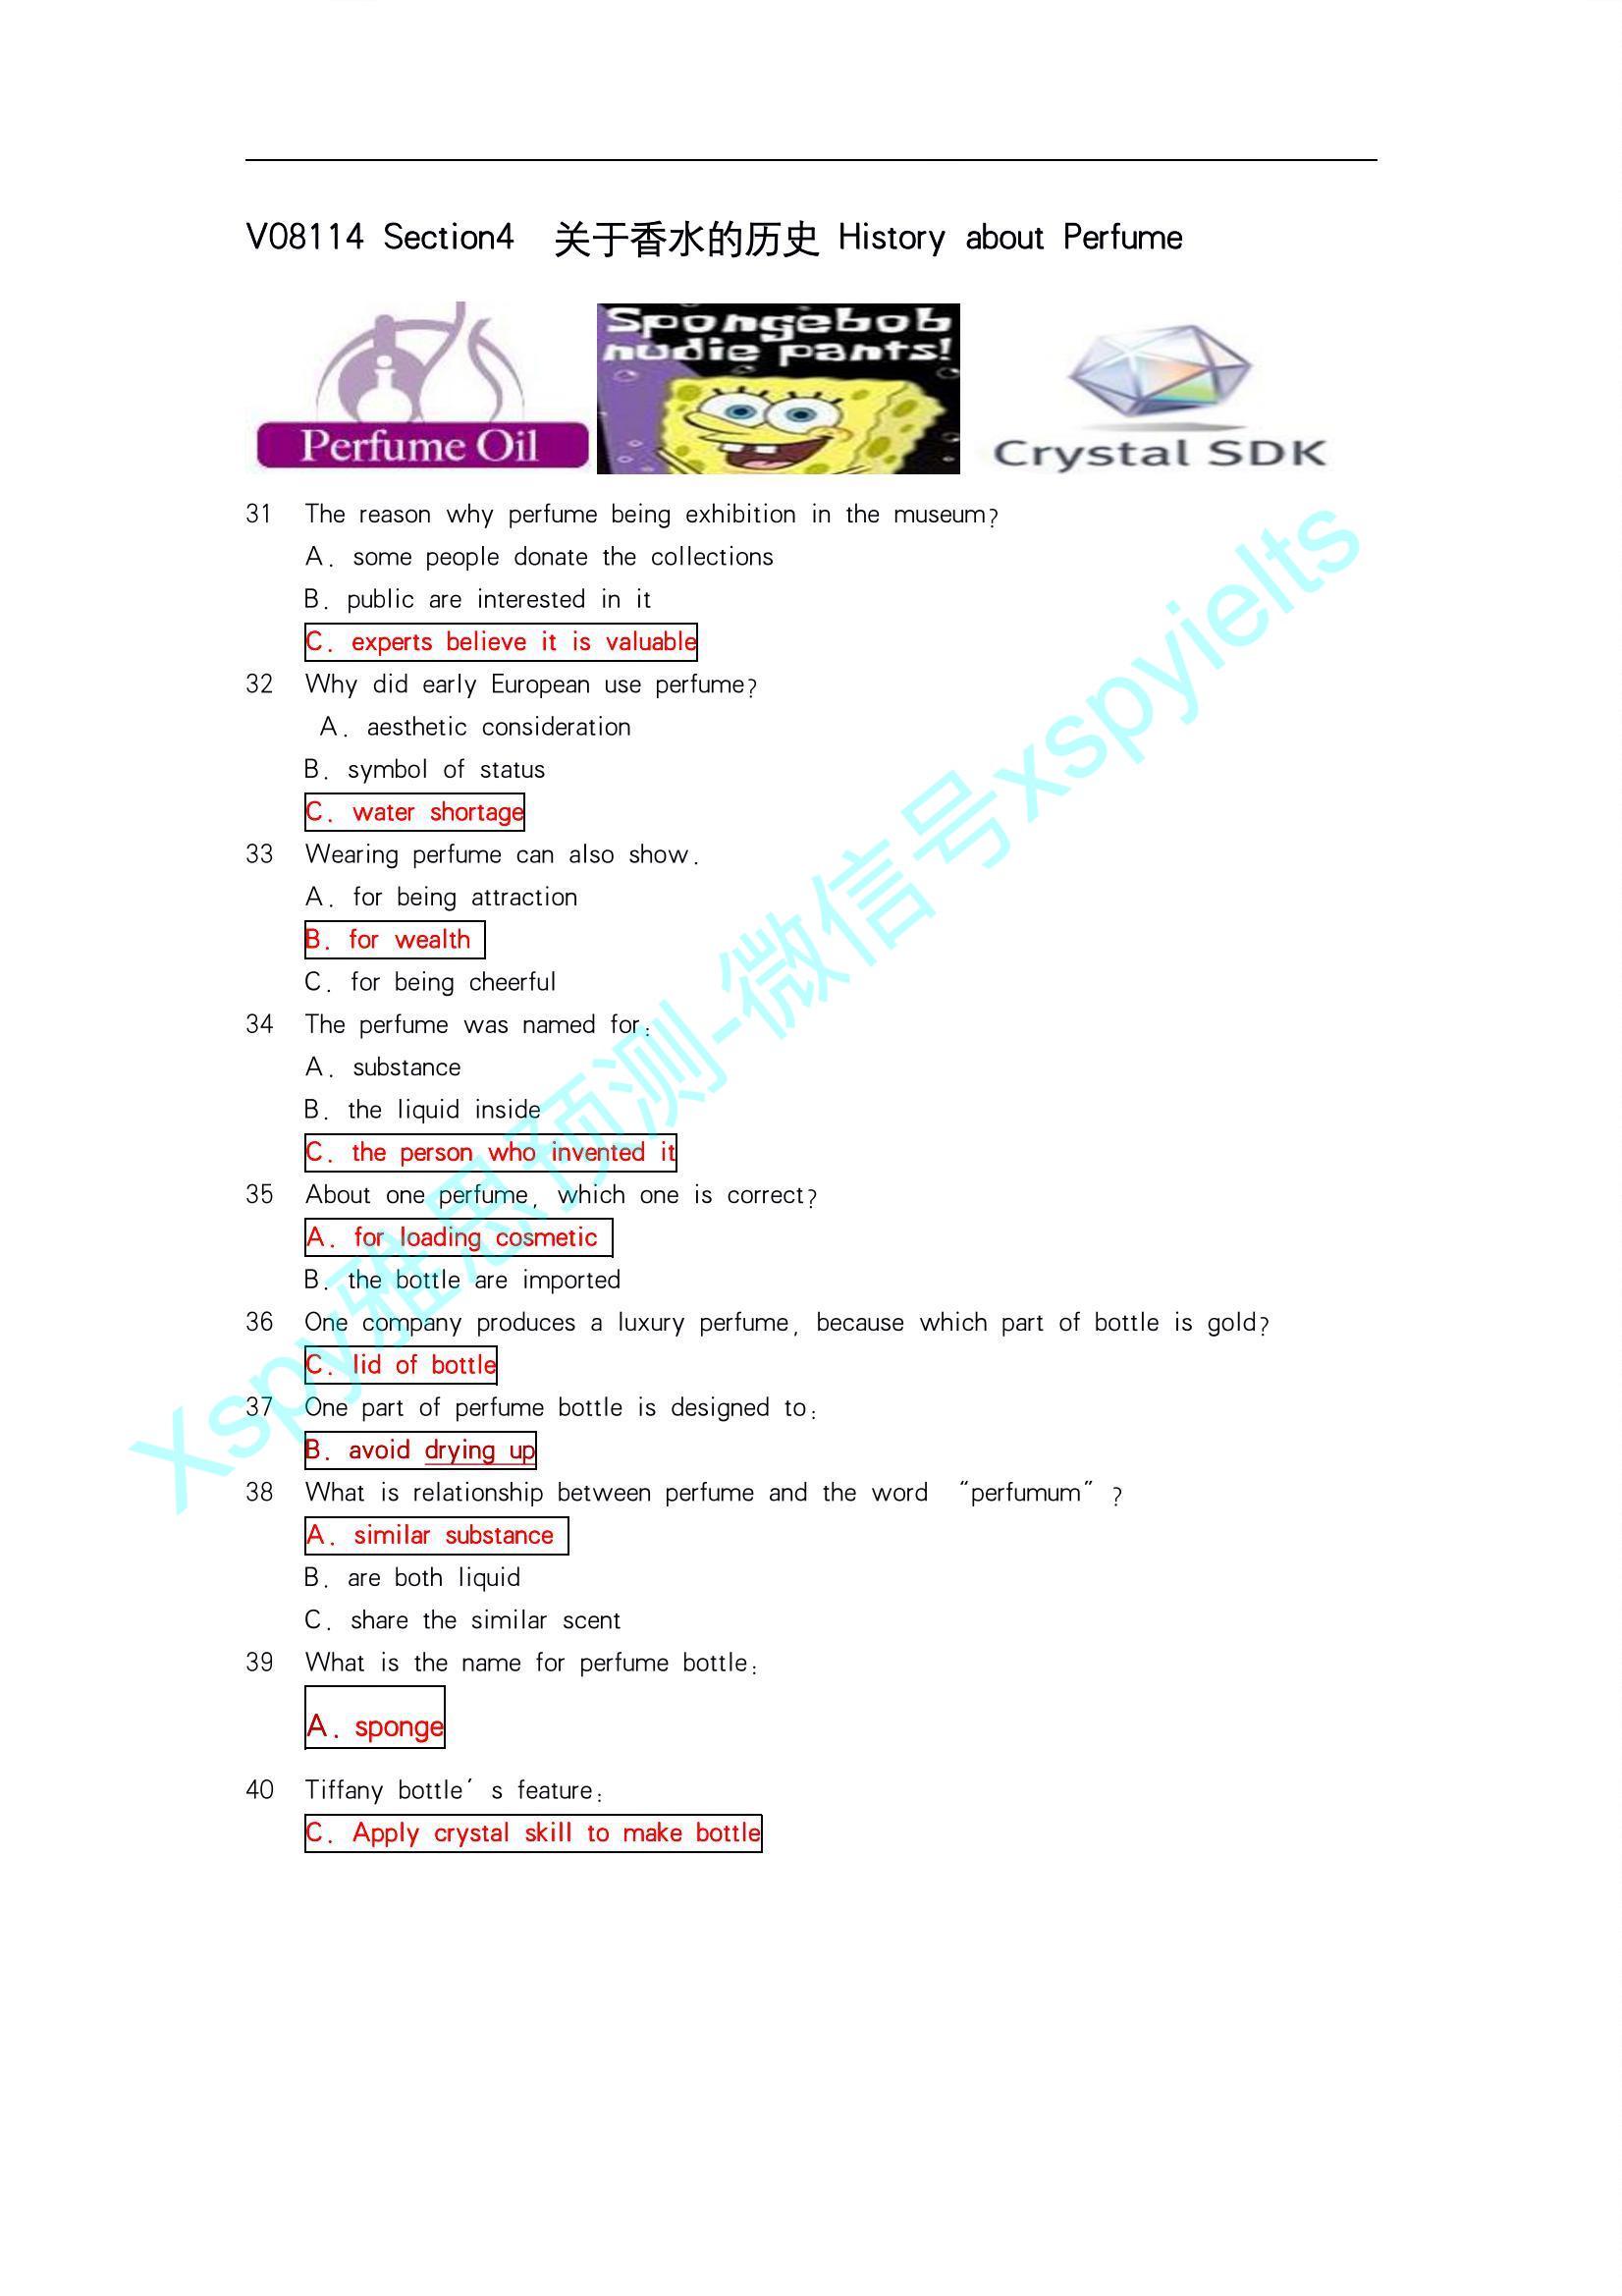 V08114 Section4 关于香水的历史 History about Perfume
Perfume Oil
Spongebob
nudie pants!
Crystal SDK
31 The reason why perfume being exhibition in the museum?
A. some people donate the collections
B. public are interested in it
C. experts believe it is valuable
32 Why did early European use perfume?
A. aesthetic consideration
B. symbol of status
C. water shortage
33 Wearing perfume can also show.
A. for being attraction
B. for wealth
C. for being cheerful
34 The perfume was named for:
A. substance
B. the liquid inside
C. the person who invented it
35 About one perfume, which one is correct?
A. for loading cosmetic
B. the bottle are imported
36 One company produces a luxury perfume, because which part of bottle is gold?
C. lid of bottle
37 One part of perfume bottle is designed to:
B. avoid drying up
38 What is relationship between perfume and the word “perfumum”?
A. similar substance
B. are both liquid
C. share the similar scent
39 What is the name for perfume bottle:
A. sponge
40 Tiffany bottle’s feature:
C. Apply crystal skill to make bottle
Xspy雅思预测-微信号xspyielts